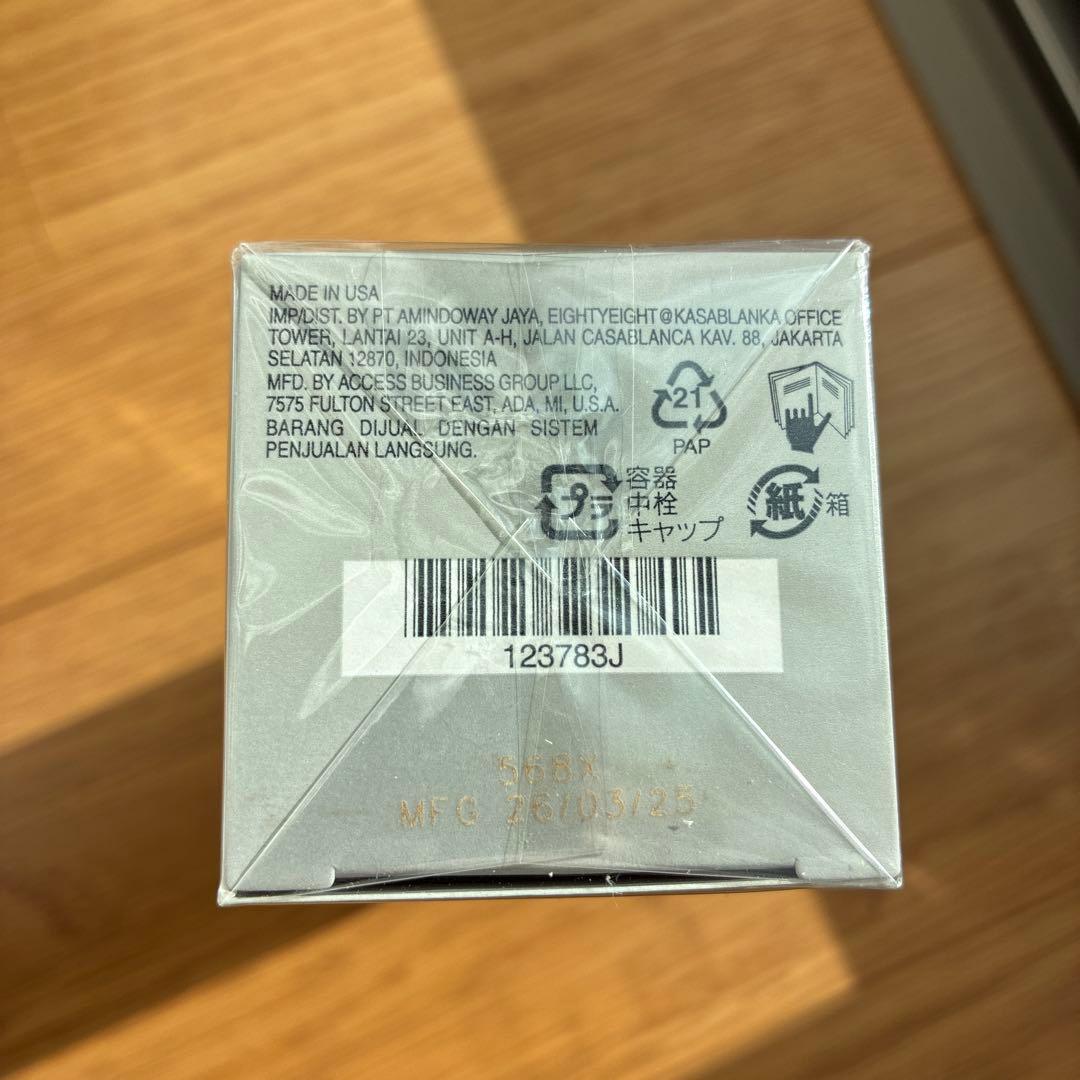 MADE IN USA
IMP/DIST. BY PT AMINDOWAY JAYA, EIGHTYEIGHT@KASABLANKA OFFICE
TOWER, LANTAI 23, UNIT A-H, JALAN CASABLANCA KAV. 88, JAKARTA
SELATAN 12870, INDONESIA
MFD. BY ACCESS BUSINESS GROUP LLC,
7575 FULTON STREET EAST, ADA, MI, U.S.A.
BARANG DIJUAL DENGAN SISTEM
PENJUALAN LANGSUNG.
21
PAP
プラ
容器
中栓
キャップ
紙
箱
123783J
568X
MFG 26/03/25